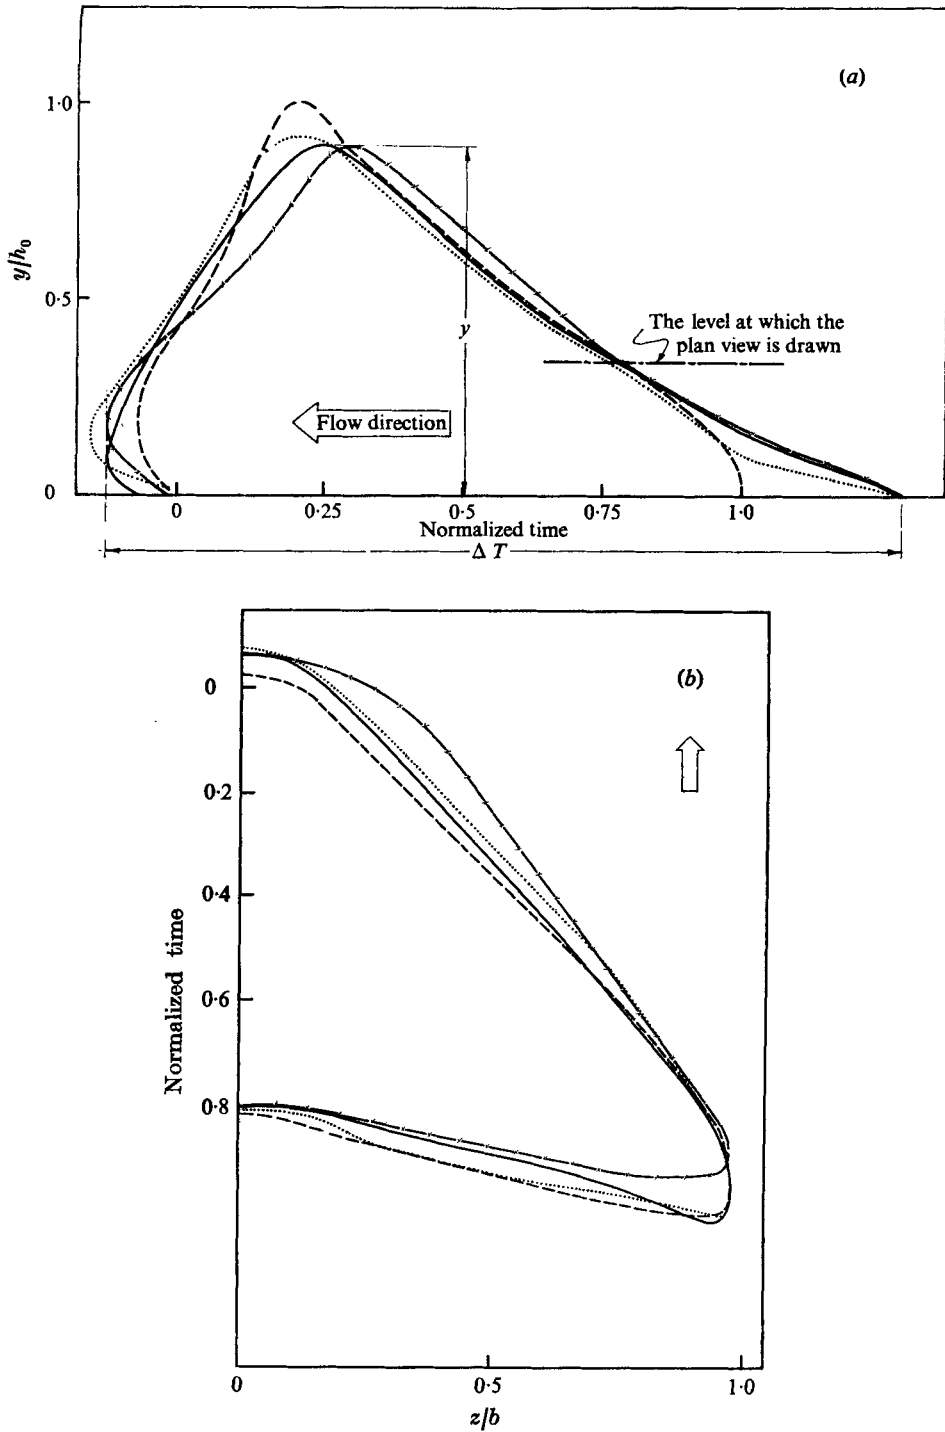 (a)
1·0
y/h0
0·5
The level at which the
plan view is drawn
y
Flow direction
0
0 0·25 0·5 0·75 1·0
Normalized time
Δ T
(b)
0
0·2
0·4
Normalized time
0·6
0·8
0 0·5 1·0
z/b